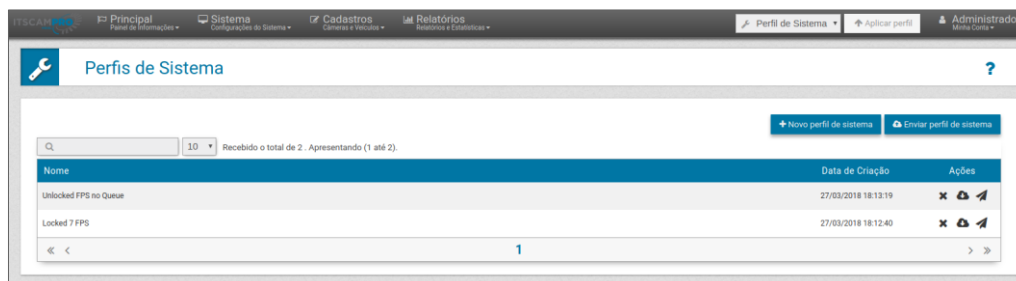 ITSCAMPRO
Principal
Painel de Informações
Sistema
Configurações do Sistema
Cadastros
Câmeras e Veículos
Relatórios
Relatórios e Estatísticas
Perfil de Sistema
Aplicar perfil
Administrado
Minha Conta
Perfis de Sistema
?
+ Novo perfil de sistema
Enviar perfil de sistema
10
Recebido o total de 2 . Apresentando (1 até 2).
Nome Data de Criação Ações
Unlocked FPS no Queue 27/03/2018 18:13:19
Locked 7 FPS 27/03/2018 18:12:40
« < 1 > »